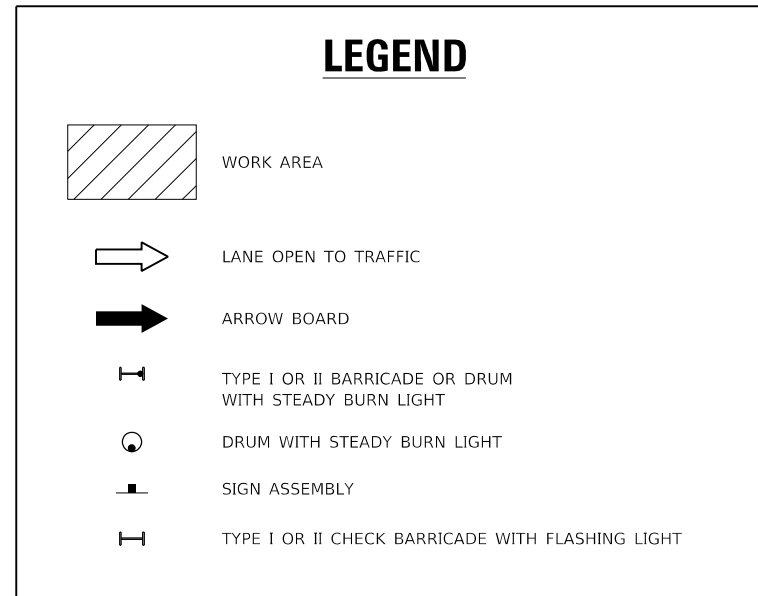 LEGEND
WORK AREA
LANE OPEN TO TRAFFIC
ARROW BOARD
TYPE I OR II BARRICADE OR DRUM
WITH STEADY BURN LIGHT
DRUM WITH STEADY BURN LIGHT
SIGN ASSEMBLY
TYPE I OR II CHECK BARRICADE WITH FLASHING LIGHT